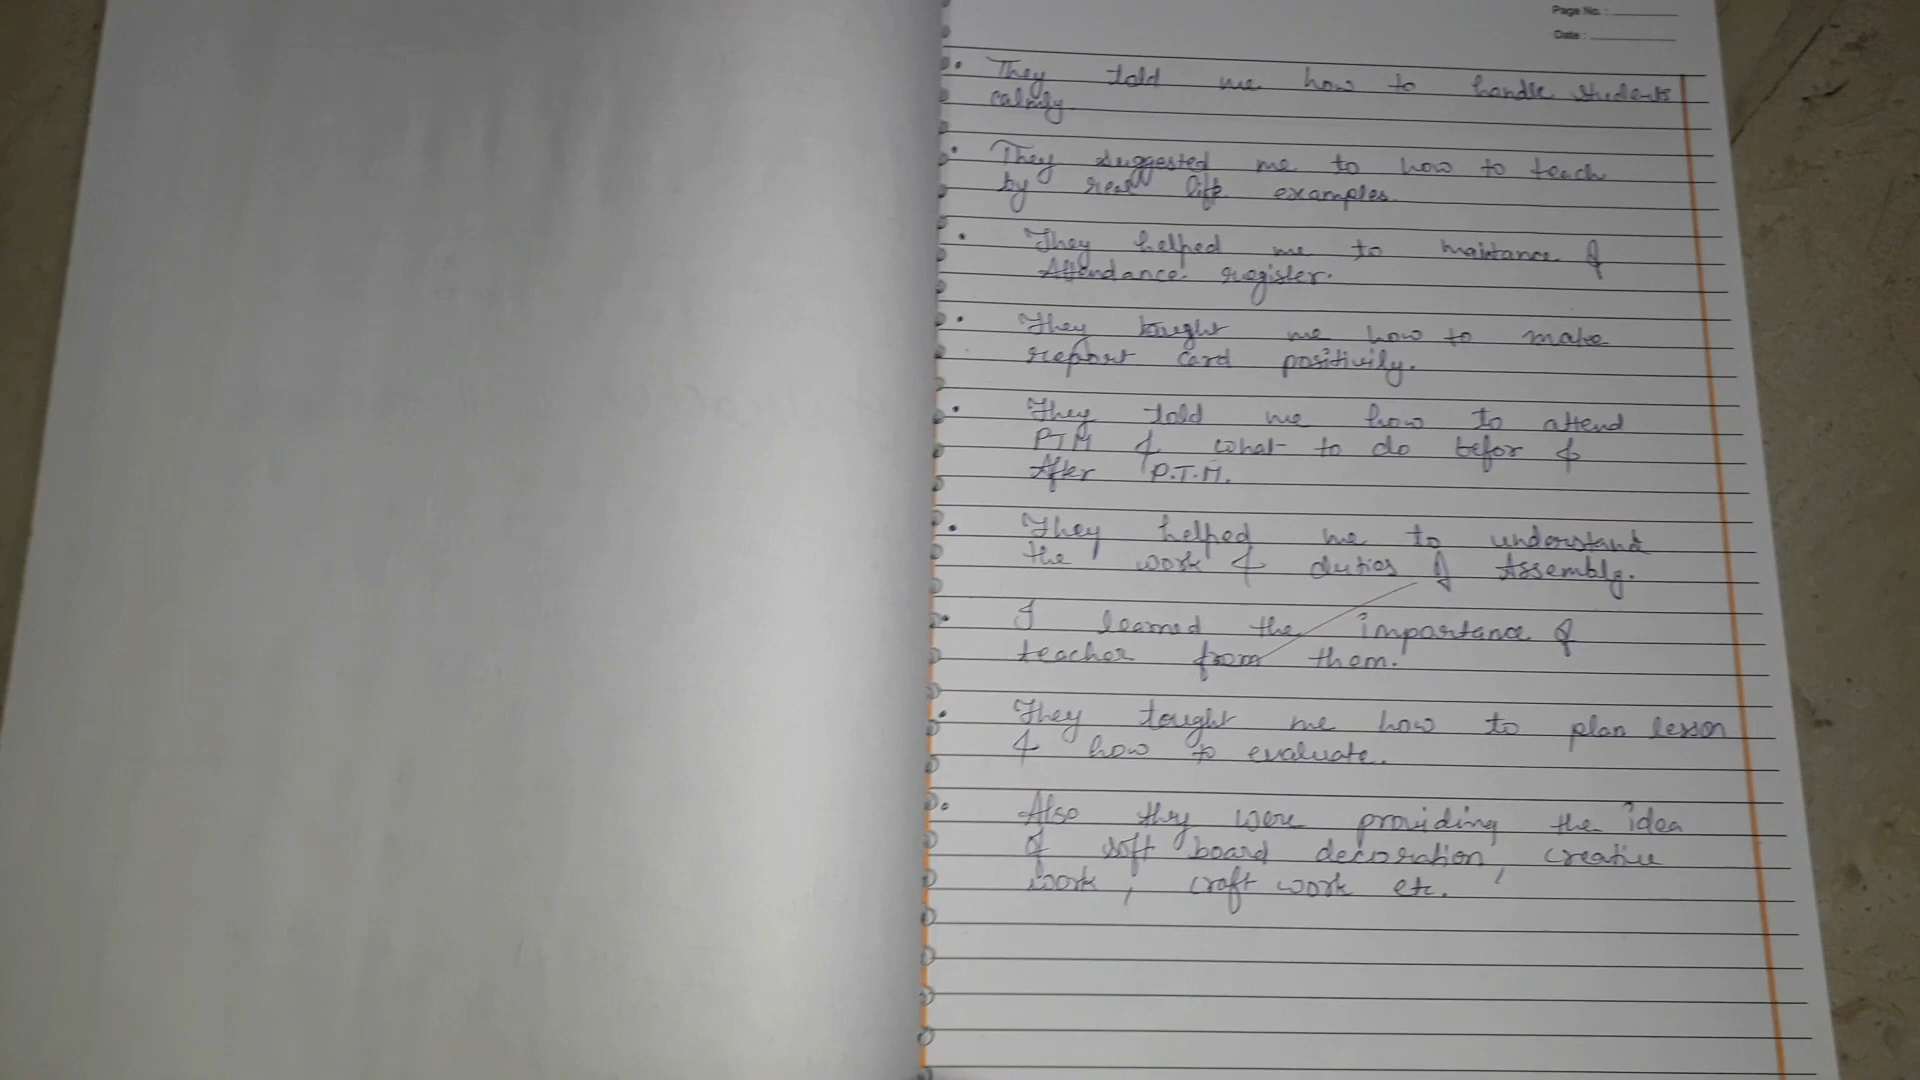 Page No. :
Date :
• They told me how to handle students
calmly
• They suggested me to how to teach
by real life examples.
• They helped me to maitance of
Attendance register.
• They tought me how to make
report card positivily.
• They told me how to attend
PTM & what to do befor &
After P.T.M.
• They helped me to understand
the work & duties of Assembly.
• I learned the importance of
teacher from them.
• They tought me how to plan lesson
& how to evaluate.
• Also they were providing the idea
of soft board decoration, creative
work, craft work etc.